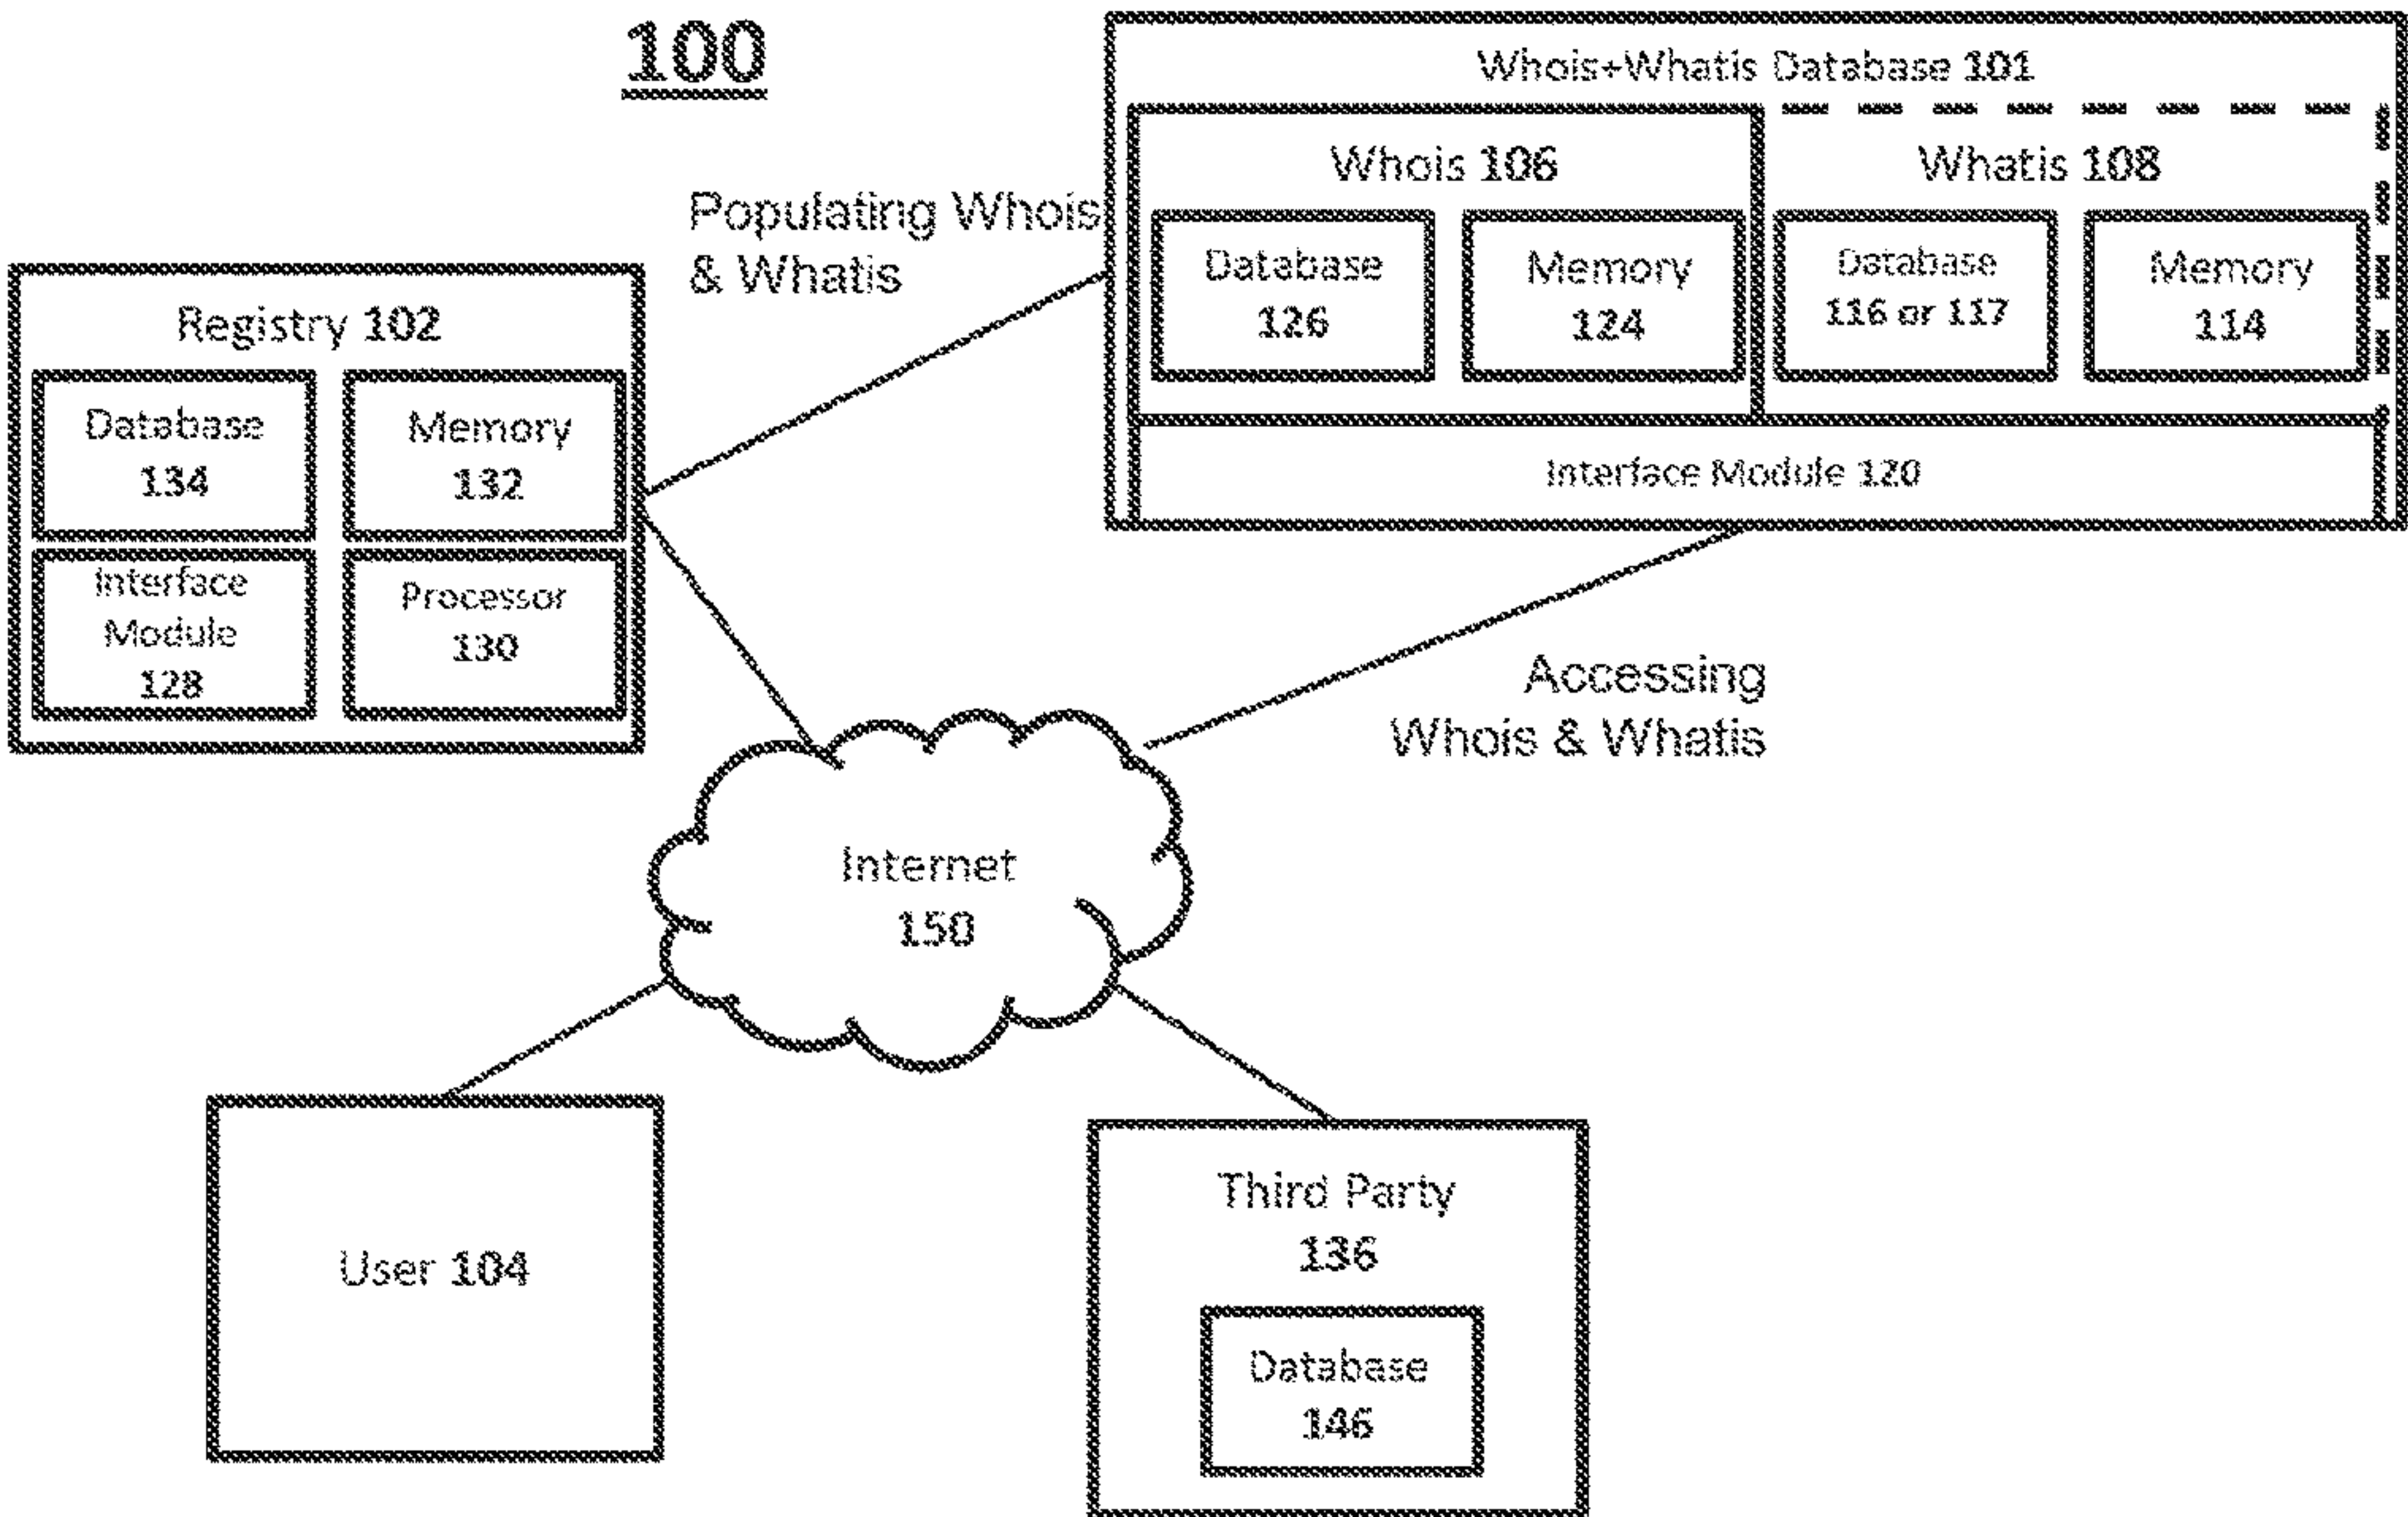 100
Whois+Whatis Database 101
Whois 106
Whatis 108
Database
126
Memory
124
Database
116 or 117
Memory
114
Interface Module 120
Populating Whois
& Whatis
Registry 102
Database
134
Memory
132
Interface
Module
128
Processor
130
Accessing
Whois & Whatis
Internet
150
User 104
Third Party
136
Database
146